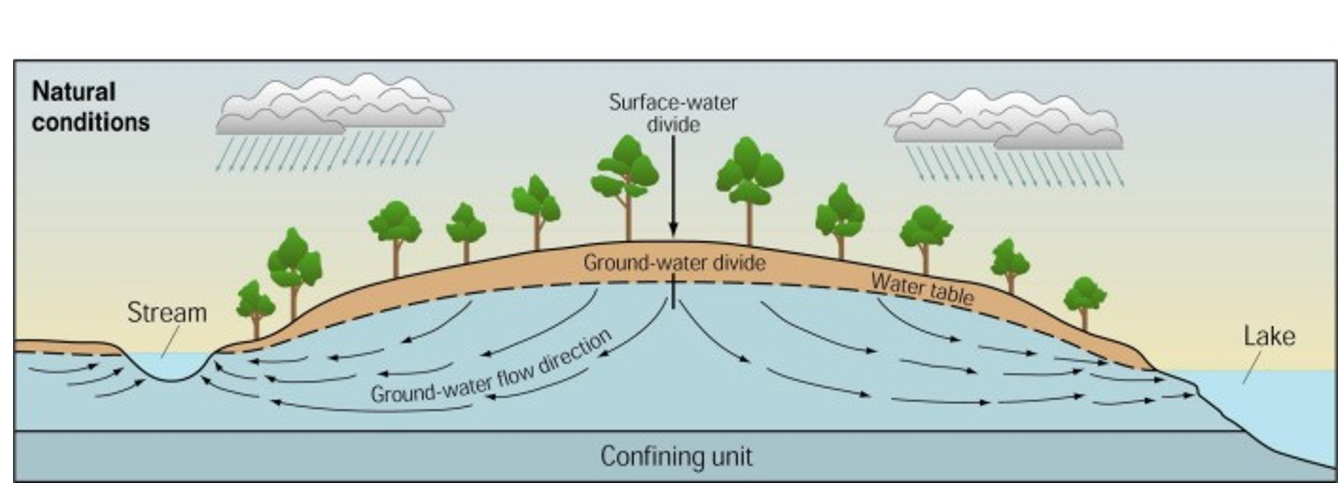 Natural
conditions
Surface-water
divide
Ground-water divide
Water table
Stream
Lake
Ground-water flow direction
Confining unit